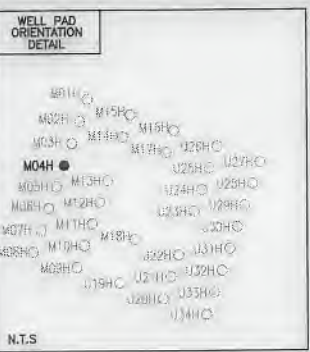 WELL PAD
ORIENTATION
DETAIL
M01H
M02H M15H
M03H M14H M16H
M17H U26H
M04H U25H U27H
M05H M13H U24H U28H
M06H M12H U23H U29H
M07H M11H M18H U30H
M08H M10H U22H U31H
M09H U19H U21H U32H
U20H U33H
U34H
N.T.S